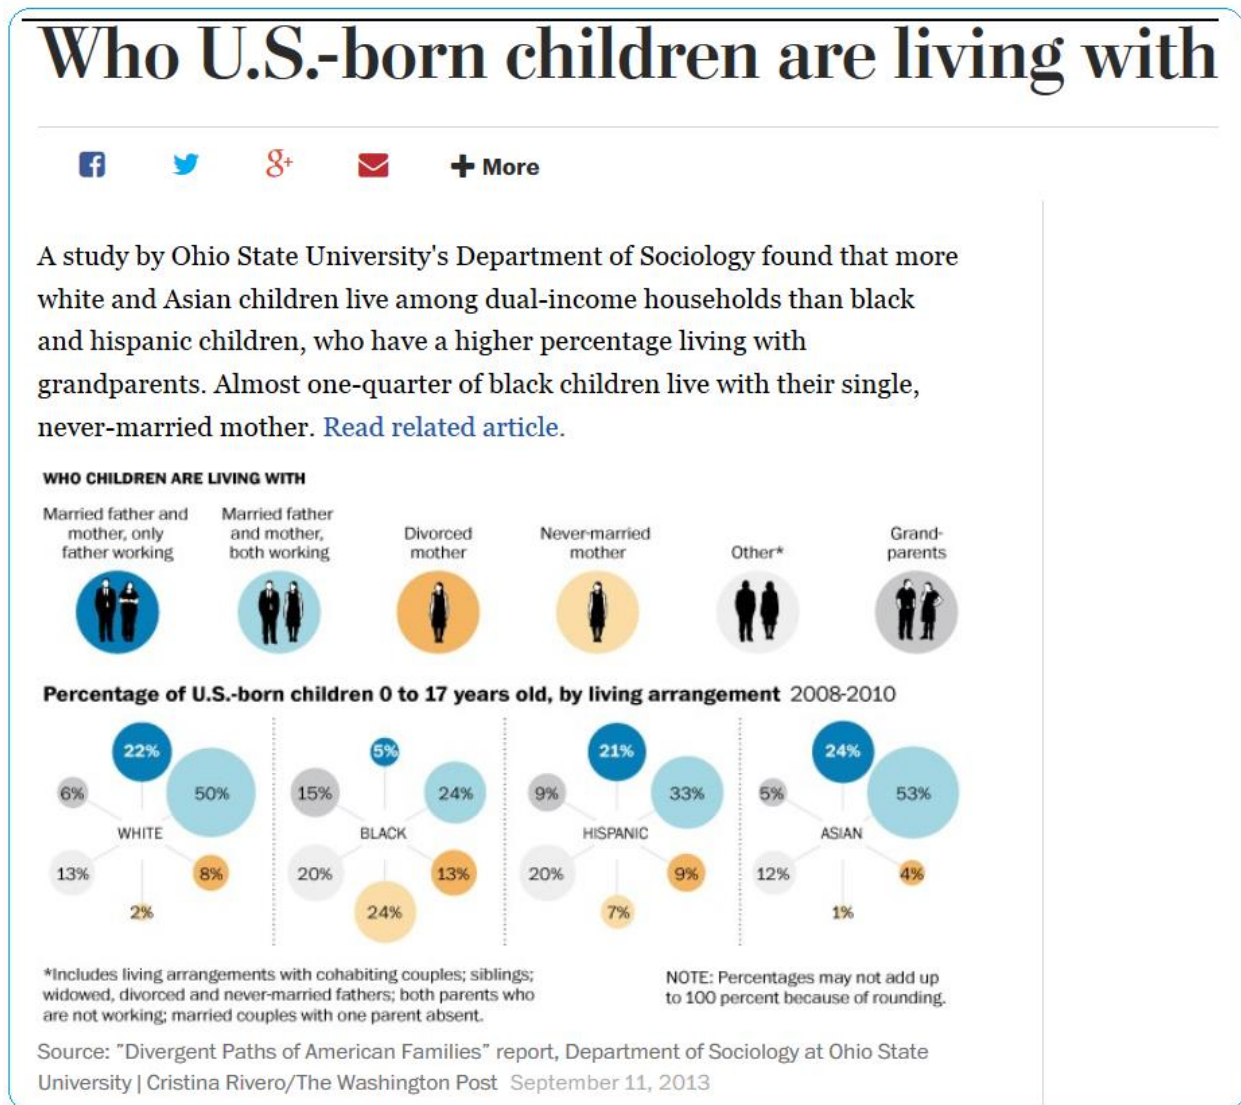 Who U.S.-born children are living with
8+
+ More
A study by Ohio State University's Department of Sociology found that more
white and Asian children live among dual-income households than black
and hispanic children, who have a higher percentage living with
grandparents. Almost one-quarter of black children live with their single,
never-married mother. Read related article.
WHO CHILDREN ARE LIVING WITH
Married father and
mother, only
father working
Married father
and mother,
both working
Divorced
mother
Never-married
mother
Other*
Grand-
parents
Percentage of U.S.-born children 0 to 17 years old, by living arrangement 2008-2010
22%
6%
50%
WHITE
13%
8%
2%
5%
15%
24%
BLACK
20%
13%
24%
21%
9%
33%
HISPANIC
20%
9%
7%
24%
5%
53%
ASIAN
12%
4%
1%
*Includes living arrangements with cohabiting couples; siblings;
widowed, divorced and never-married fathers; both parents who
are not working; married couples with one parent absent.
NOTE: Percentages may not add up
to 100 percent because of rounding.
Source: "Divergent Paths of American Families" report, Department of Sociology at Ohio State
University | Cristina Rivero/The Washington Post September 11, 2013